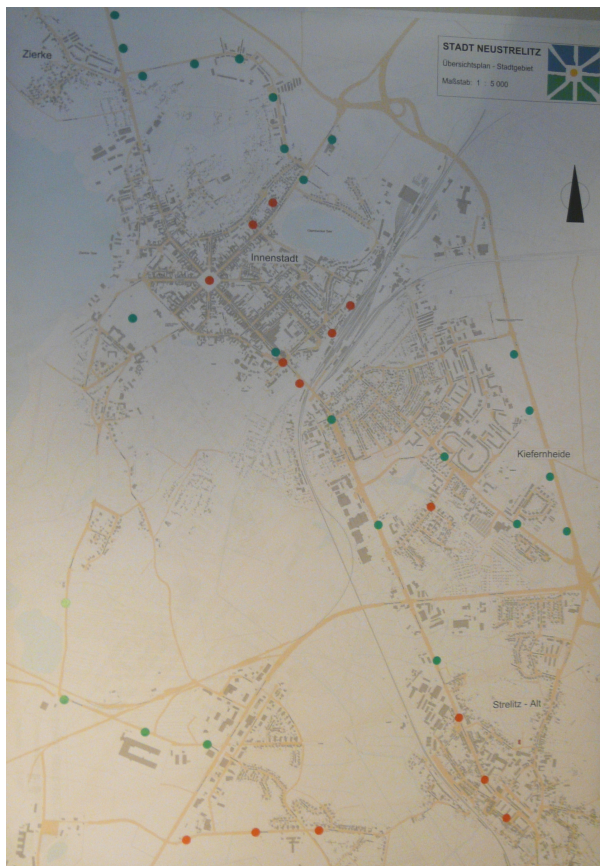 Zierke
STADT NEUSTRELITZ
Übersichtsplan - Stadtgebiet
Maßstab: 1 : 5 000
Innenstadt
Kiefernheide
Strelitz - Alt